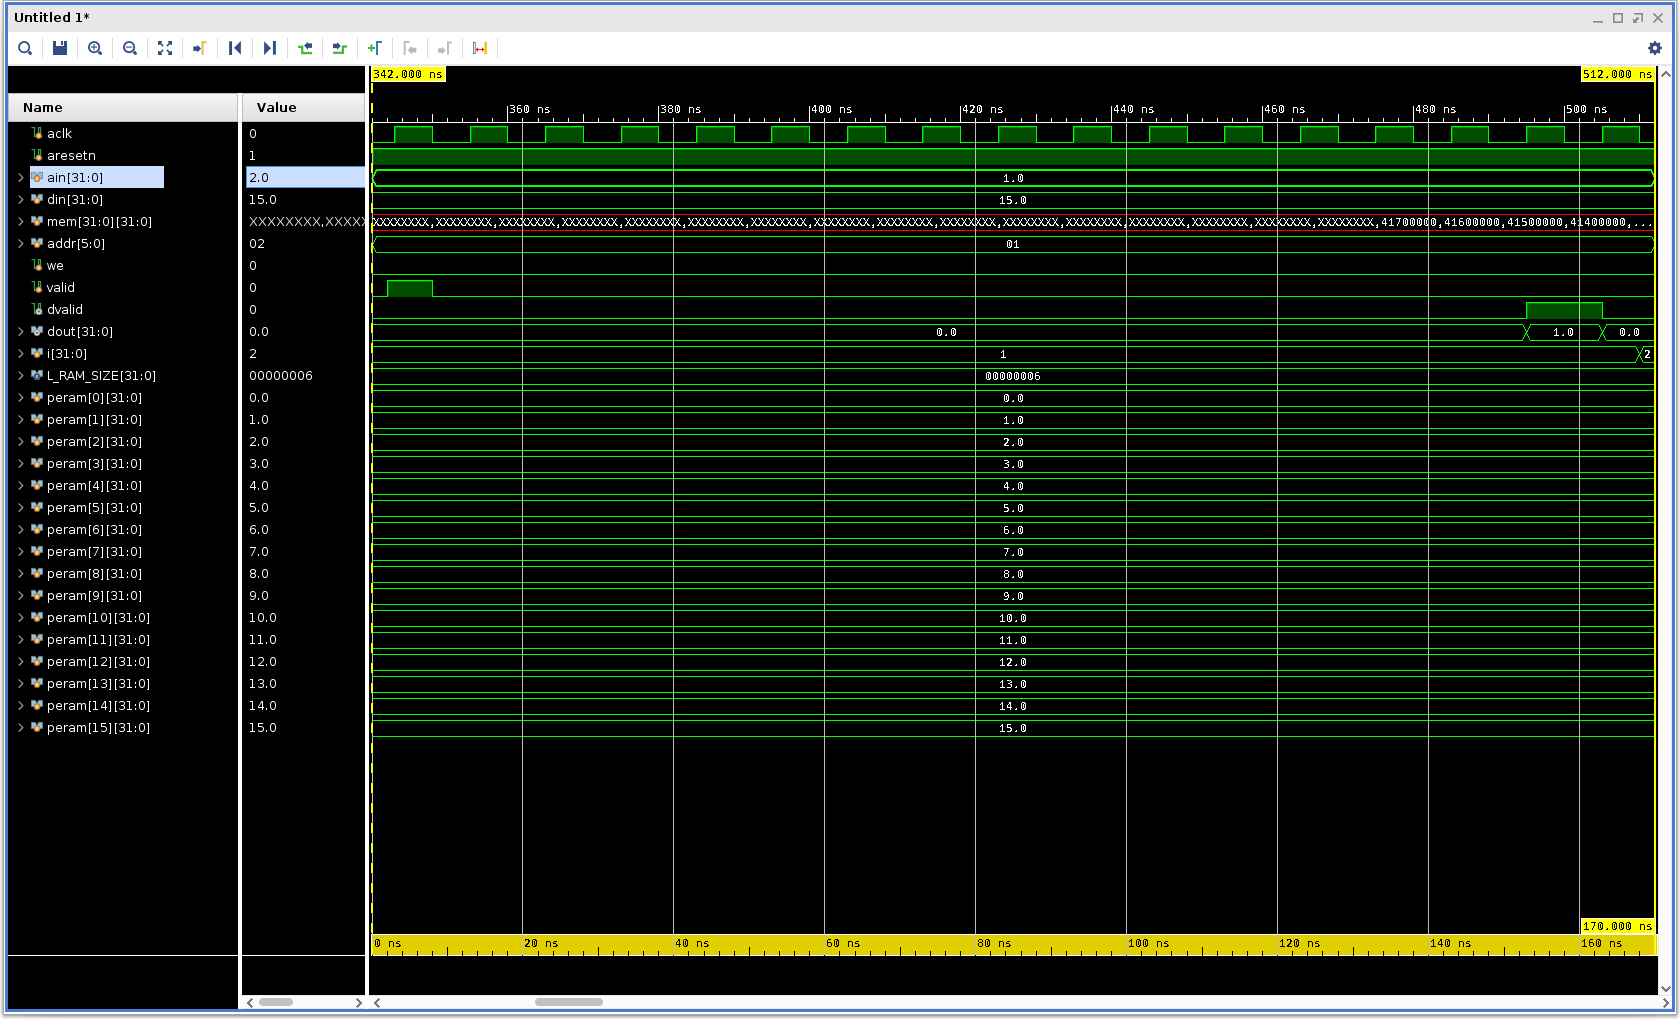 Untitled 1*
342.000 ns 512.000 ns
Name Value
360 ns 380 ns 400 ns 420 ns 440 ns 460 ns 480 ns 500 ns
aclk 0
aresetn 1
ain[31:0] 2.0 1.0
din[31:0] 15.0 15.0
mem[31:0][31:0] XXXXXXXX,XXXXX XXXXXXXX,XXXXXXXX,XXXXXXXX,XXXXXXXX,XXXXXXXX,XXXXXXXX,XXXXXXXX,XXXXXXXX,XXXXXXXX,XXXXXXXX,XXXXXXXX,XXXXXXXX,XXXXXXXX,XXXXXXXX,XXXXXXXX,XXXXXXXX,41700000,41600000,41500000,41400000,...
addr[5:0] 02 01
we 0
valid 0
dvalid 0
dout[31:0] 0.0 0.0 1.0 0.0
i[31:0] 2 1 2
L_RAM_SIZE[31:0] 00000006 00000006
peram[0][31:0] 0.0 0.0
peram[1][31:0] 1.0 1.0
peram[2][31:0] 2.0 2.0
peram[3][31:0] 3.0 3.0
peram[4][31:0] 4.0 4.0
peram[5][31:0] 5.0 5.0
peram[6][31:0] 6.0 6.0
peram[7][31:0] 7.0 7.0
peram[8][31:0] 8.0 8.0
peram[9][31:0] 9.0 9.0
peram[10][31:0] 10.0 10.0
peram[11][31:0] 11.0 11.0
peram[12][31:0] 12.0 12.0
peram[13][31:0] 13.0 13.0
peram[14][31:0] 14.0 14.0
peram[15][31:0] 15.0 15.0
170.000 ns
0 ns 20 ns 40 ns 60 ns 80 ns 100 ns 120 ns 140 ns 160 ns